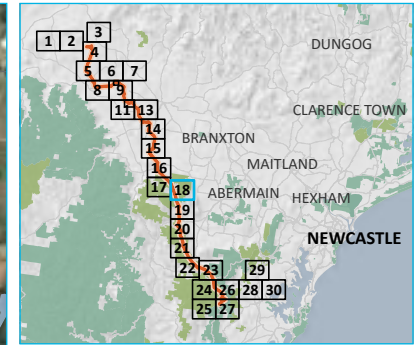 3
DUNGOG
1 2
4
5 6 7
8 9
CLARENCE TOWN
11 13
14
BRANXTON
15
MAITLAND
16
17 18
ABERMAIN
HEXHAM
19
20
NEWCASTLE
21
22 23
29
24 26 28 30
25 27